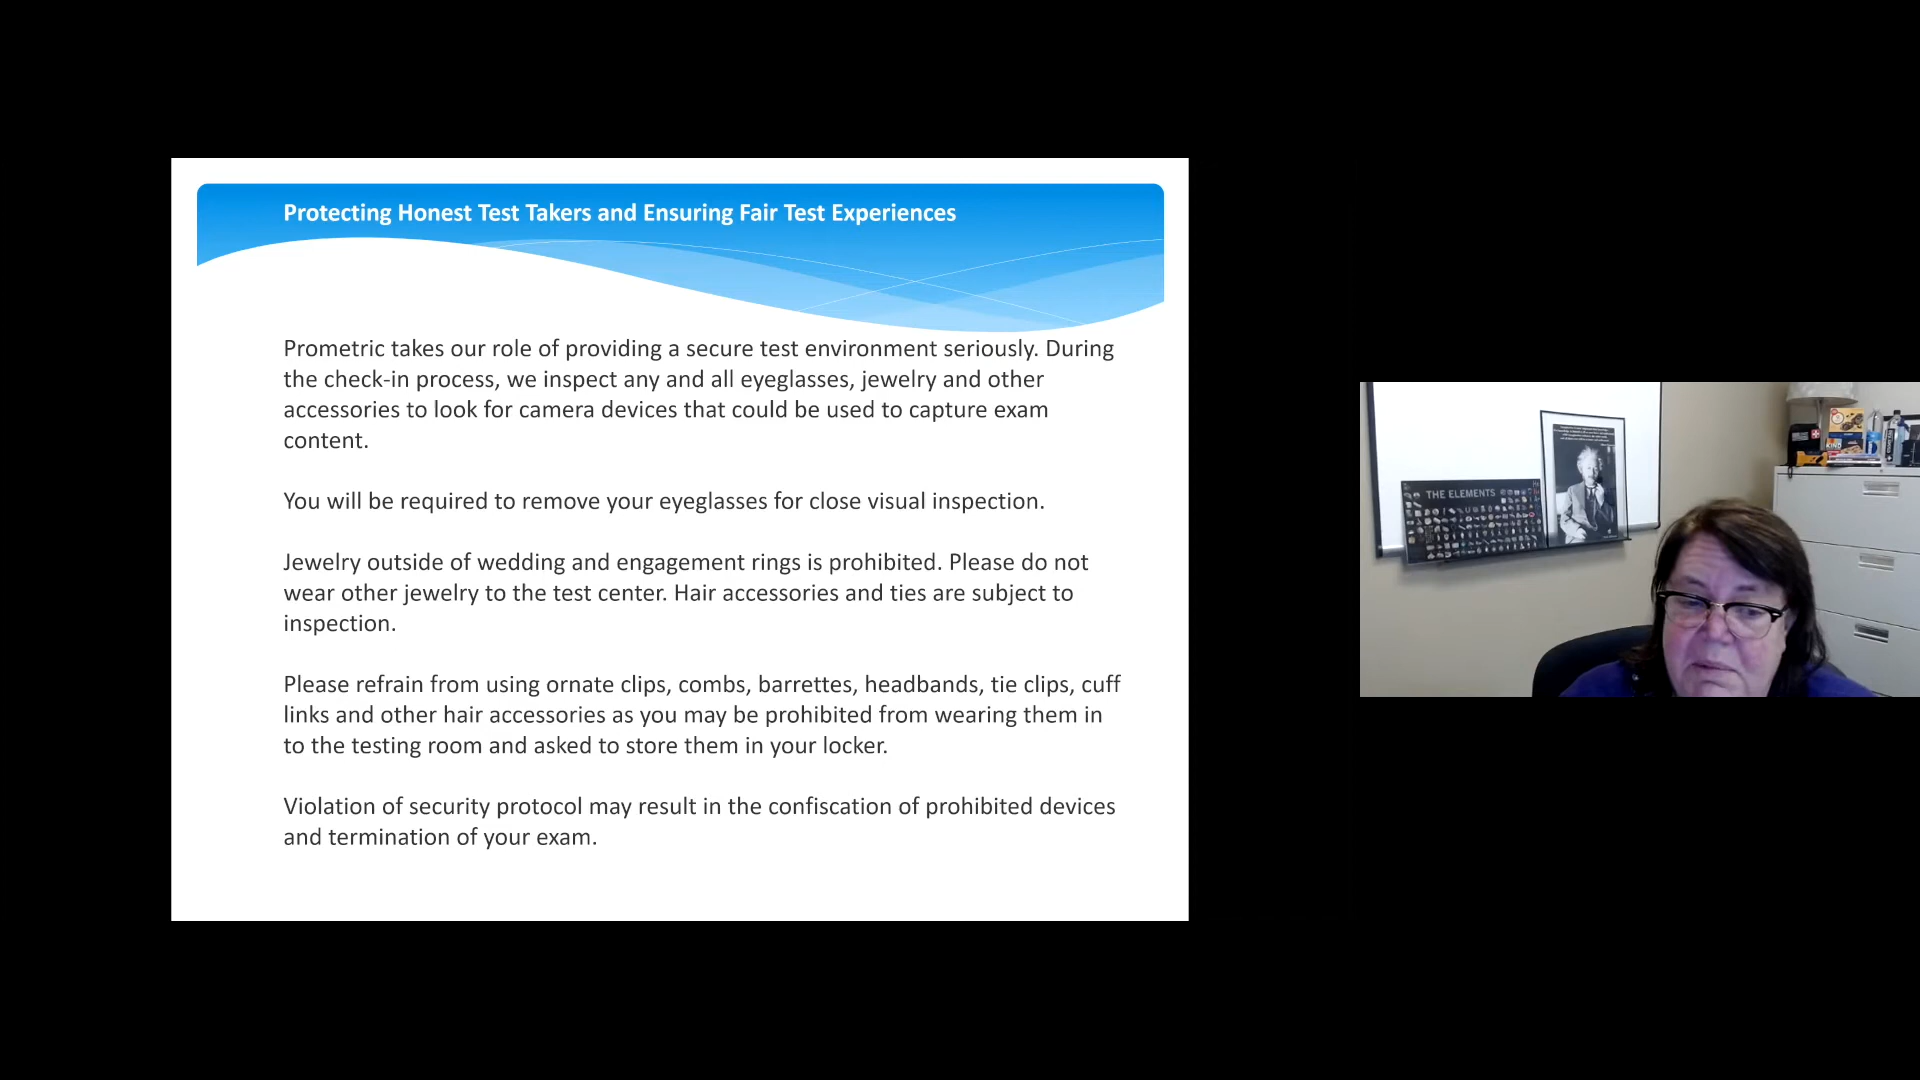 Protecting Honest Test Takers and Ensuring Fair Test Experiences
Prometric takes our role of providing a secure test environment seriously. During
the check-in process, we inspect any and all eyeglasses, jewelry and other
accessories to look for camera devices that could be used to capture exam
content.
You will be required to remove your eyeglasses for close visual inspection.
Jewelry outside of wedding and engagement rings is prohibited. Please do not
wear other jewelry to the test center. Hair accessories and ties are subject to
inspection.
Please refrain from using ornate clips, combs, barrettes, headbands, tie clips, cuff
links and other hair accessories as you may be prohibited from wearing them in
to the testing room and asked to store them in your locker.
Violation of security protocol may result in the confiscation of prohibited devices
and termination of your exam.
THE ELEMENTS
KIND